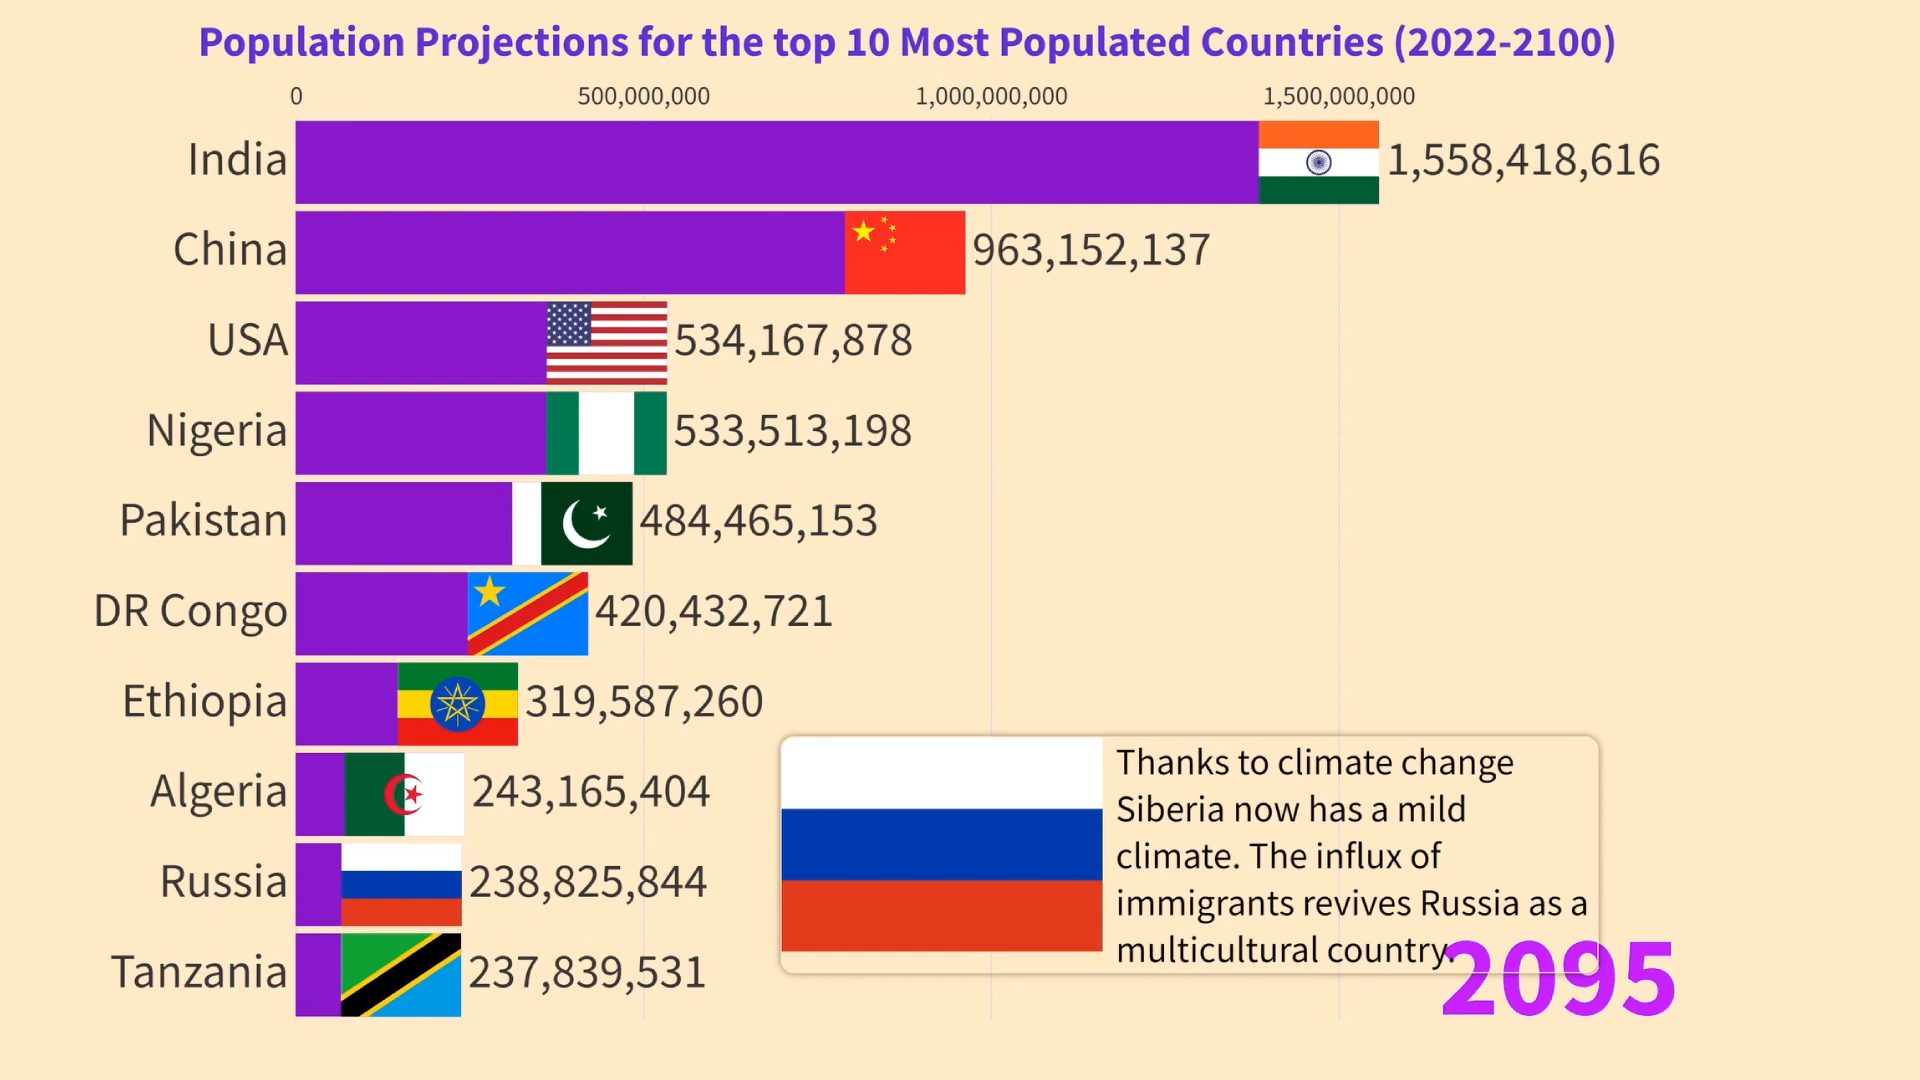 Population Projections for the top 10 Most Populated Countries (2022-2100)
0 500,000,000 1,000,000,000 1,500,000,000
India 1,558,418,616
China 963,152,137
USA 534,167,878
Nigeria 533,513,198
Pakistan 484,465,153
DR Congo 420,432,721
Ethiopia 319,587,260
Algeria 243,165,404
Russia 238,825,844
Tanzania 237,839,531
Thanks to climate change
Siberia now has a mild
climate. The influx of
immigrants revives Russia as a
multicultural country.
2095